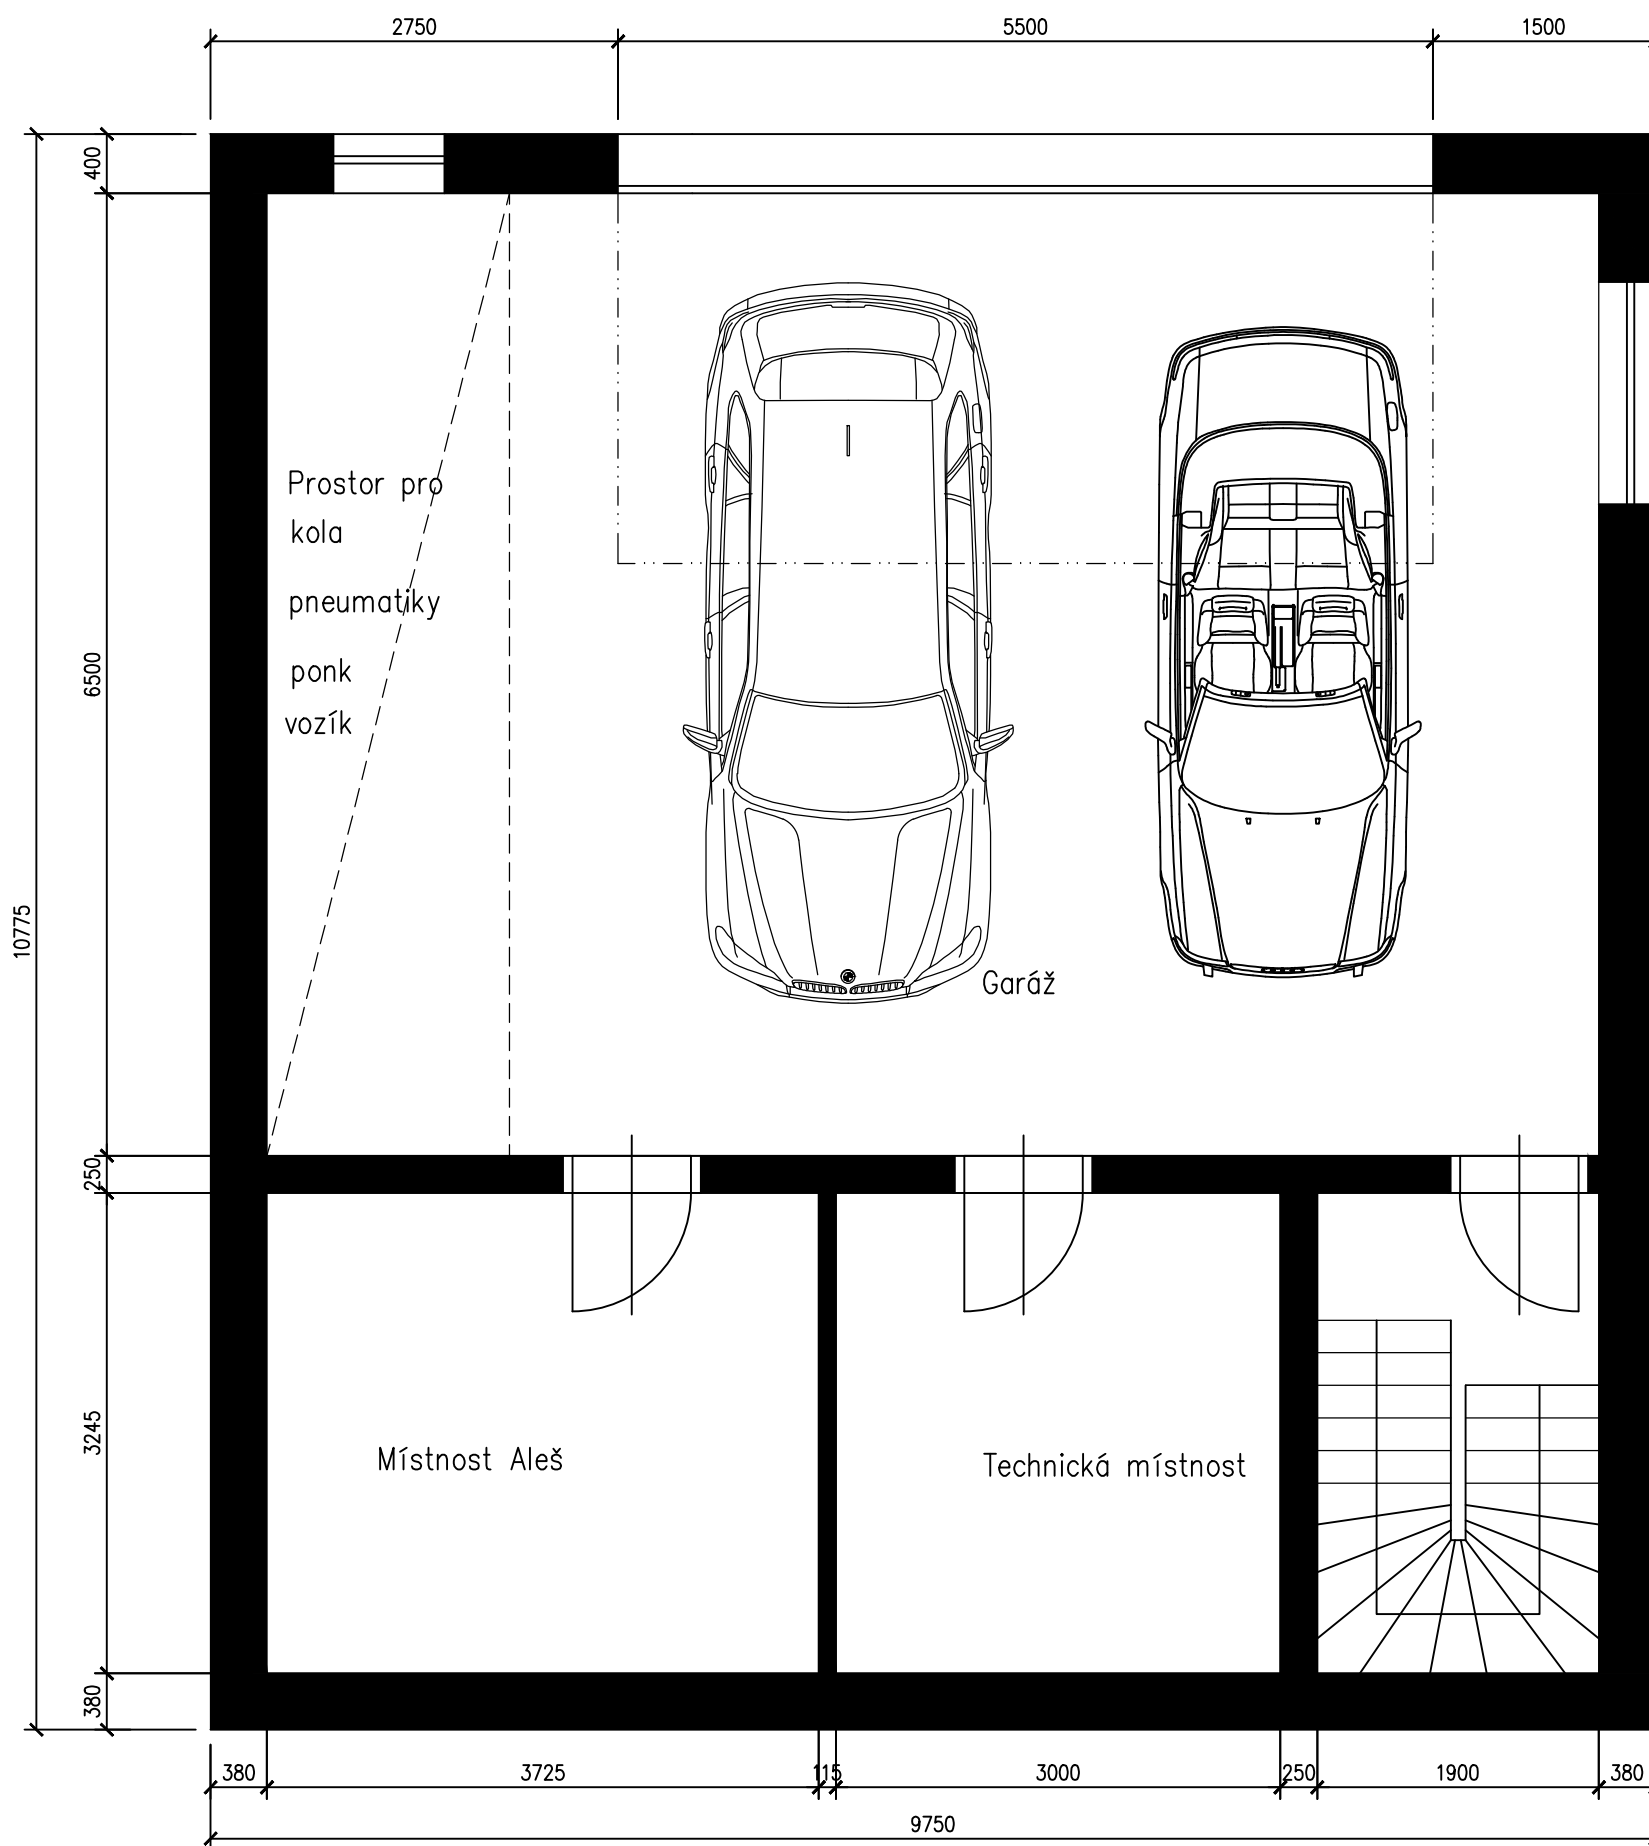 2750
5500
1500
400
6500
10775
250
3245
380
Prostor pro
kola
pneumatiky
ponk
vozík
Garáž
Místnost Aleš
Technická místnost
380
3725
115
3000
250
1900
380
9750